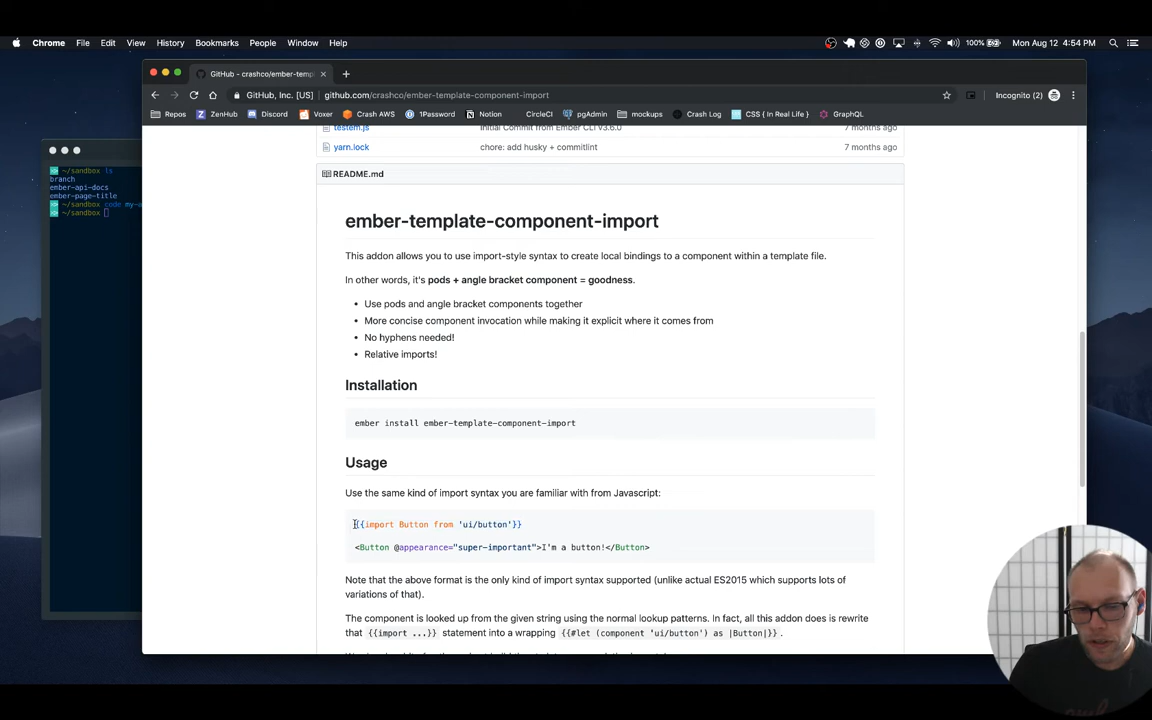 Chrome File Edit View History Bookmarks People Window Help
100% Mon Aug 12 4:54 PM
GitHub - crashco/ember-templ
GitHub, Inc. [US] github.com/crashco/ember-template-component-import
Incognito (2)
Repos ZenHub Discord Voxer Crash AWS 1Password Notion CircleCI pgAdmin mockups Crash Log CSS { In Real Life } GraphQL
testem.js Initial Commit from Ember CLI v3.6.0 7 months ago
yarn.lock chore: add husky + commitlint 7 months ago
~/sandbox ls
branch
ember-api-docs
ember-page-title
~/sandbox code my-
~/sandbox
README.md
ember-template-component-import
This addon allows you to use import-style syntax to create local bindings to a component within a template file.
In other words, it's pods + angle bracket component = goodness.
• Use pods and angle bracket components together
• More concise component invocation while making it explicit where it comes from
• No hyphens needed!
• Relative imports!
Installation
ember install ember-template-component-import
Usage
Use the same kind of import syntax you are familiar with from Javascript:
{{import Button from 'ui/button'}}
<Button @appearance="super-important">I'm a button!</Button>
Note that the above format is the only kind of import syntax supported (unlike actual ES2015 which supports lots of
variations of that).
The component is looked up from the given string using the normal lookup patterns. In fact, all this addon does is rewrite
that {{import ...}} statement into a wrapping {{#let (component 'ui/button') as |Button|}} .